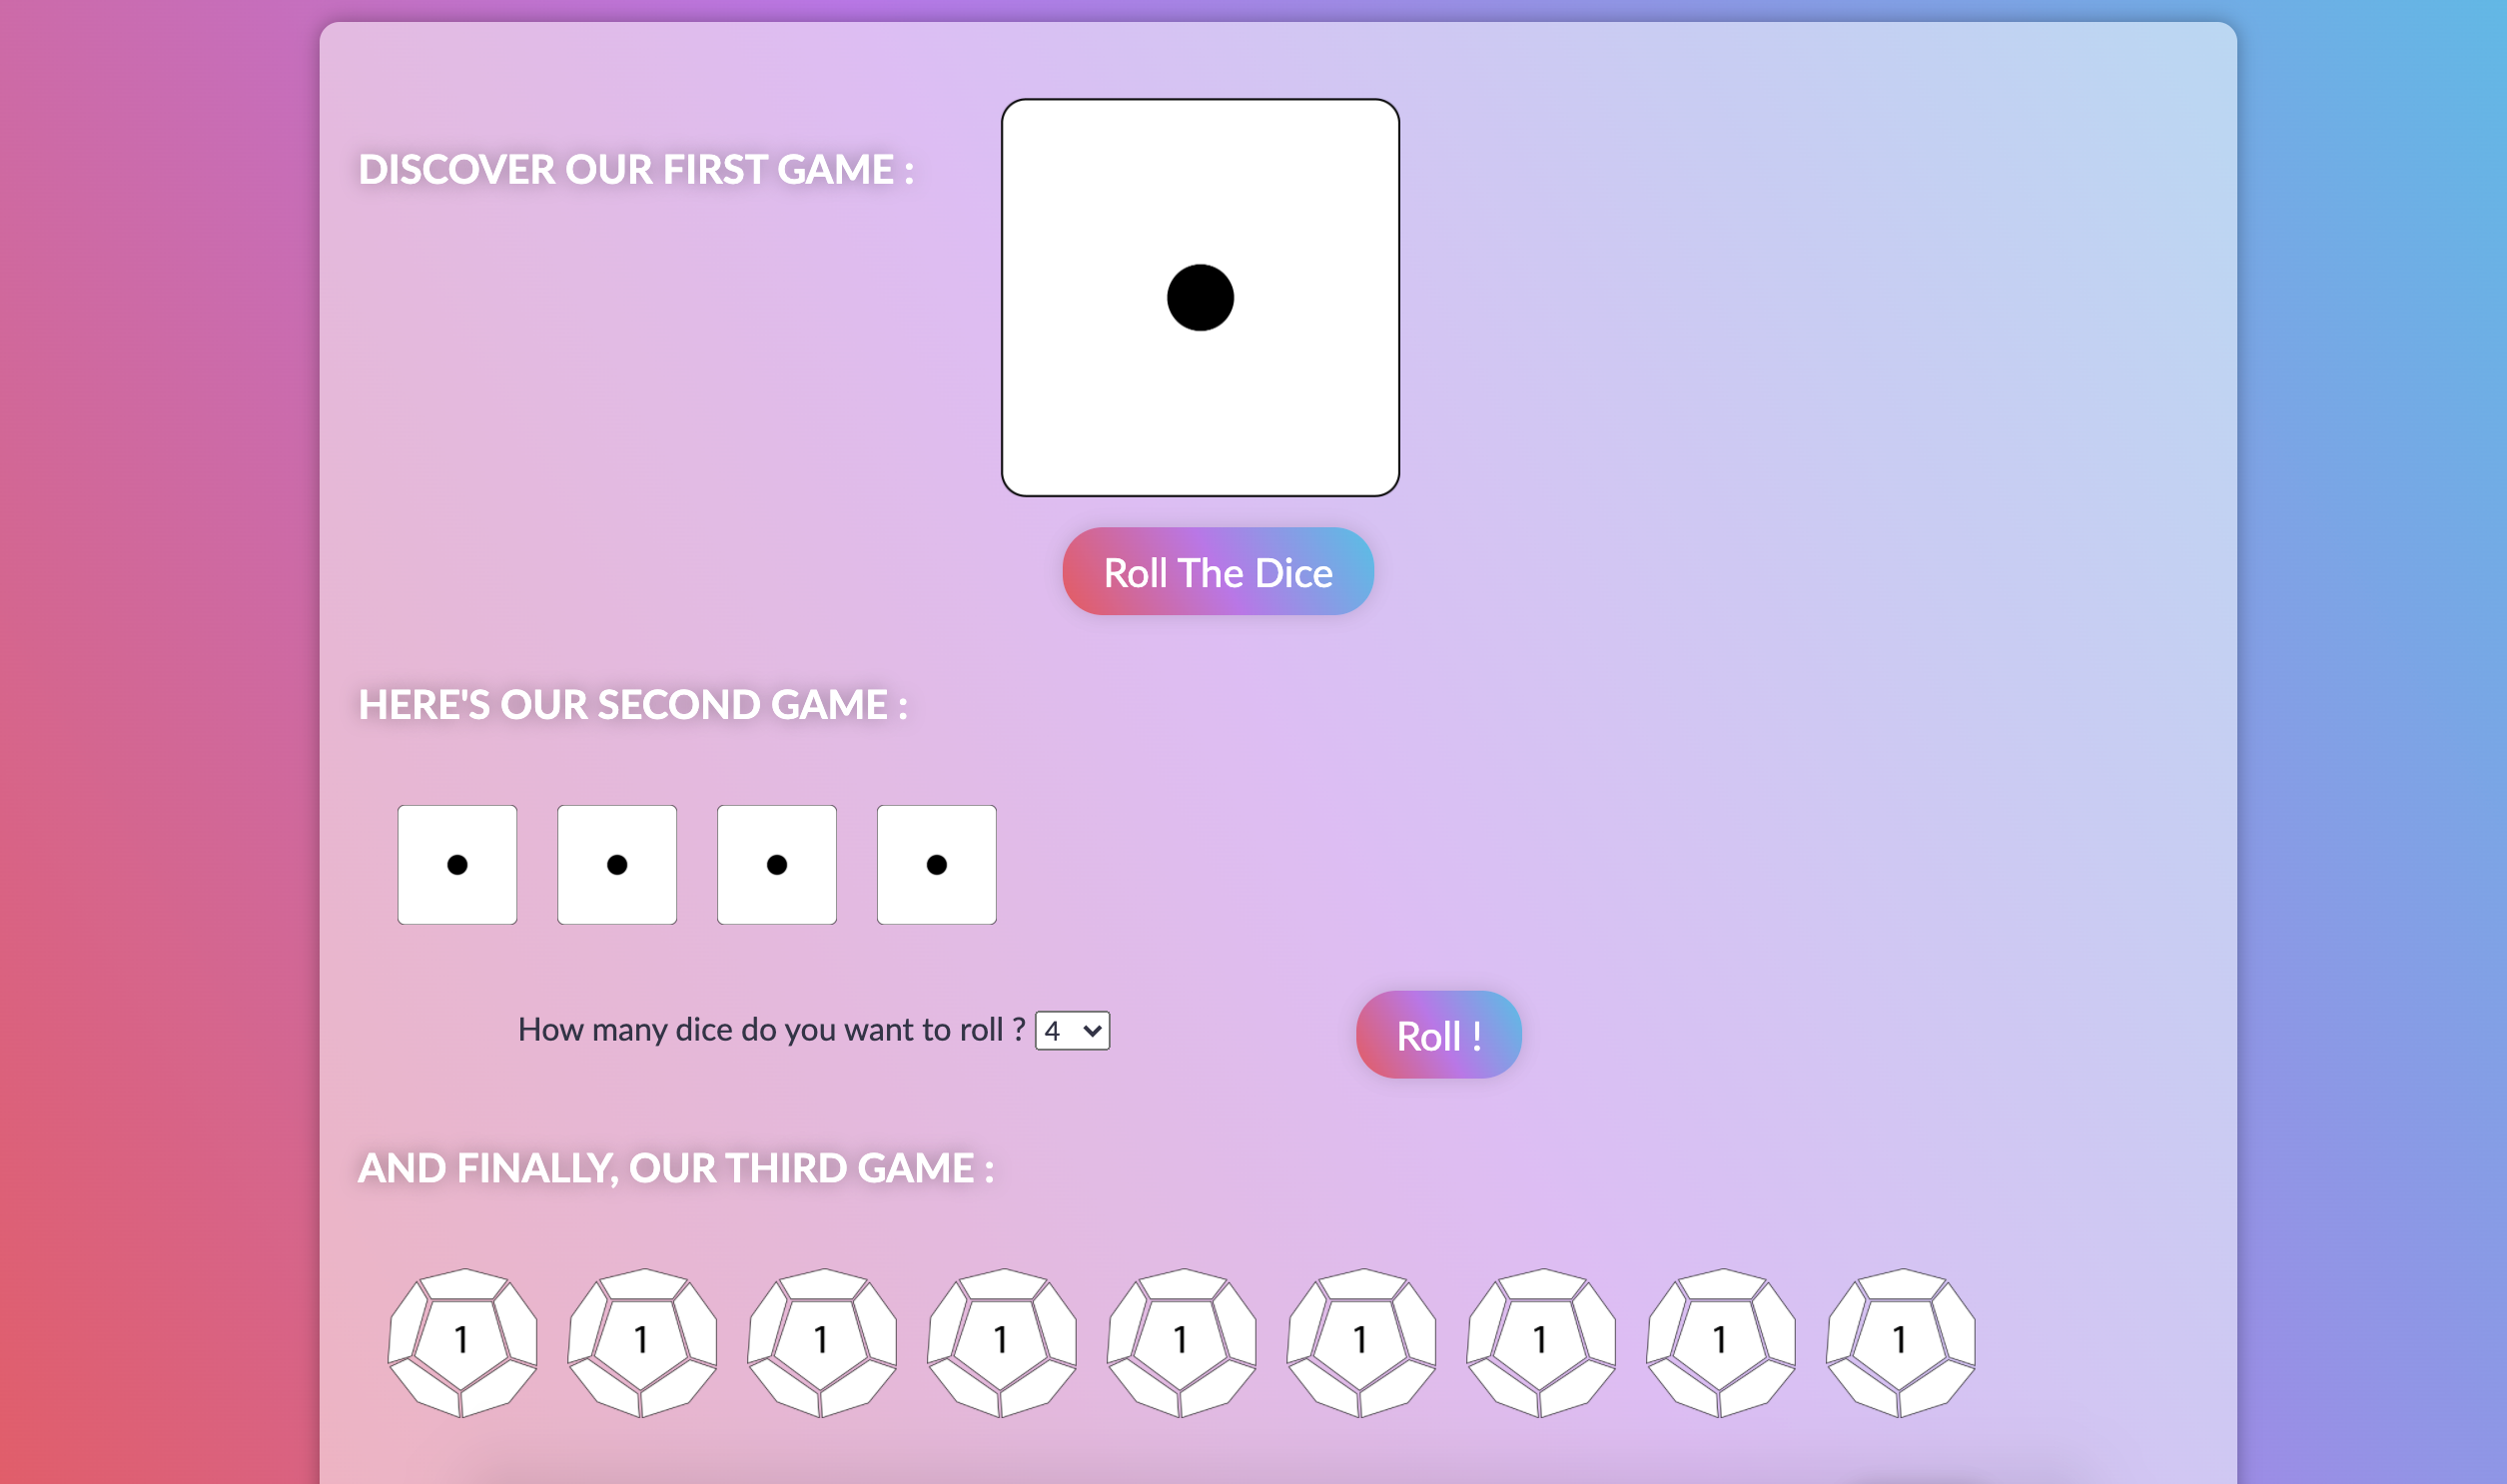 DISCOVER OUR FIRST GAME :
Roll The Dice
HERE'S OUR SECOND GAME :
How many dice do you want to roll ? 4
Roll !
AND FINALLY, OUR THIRD GAME :
1 1 1 1 1 1 1 1 1